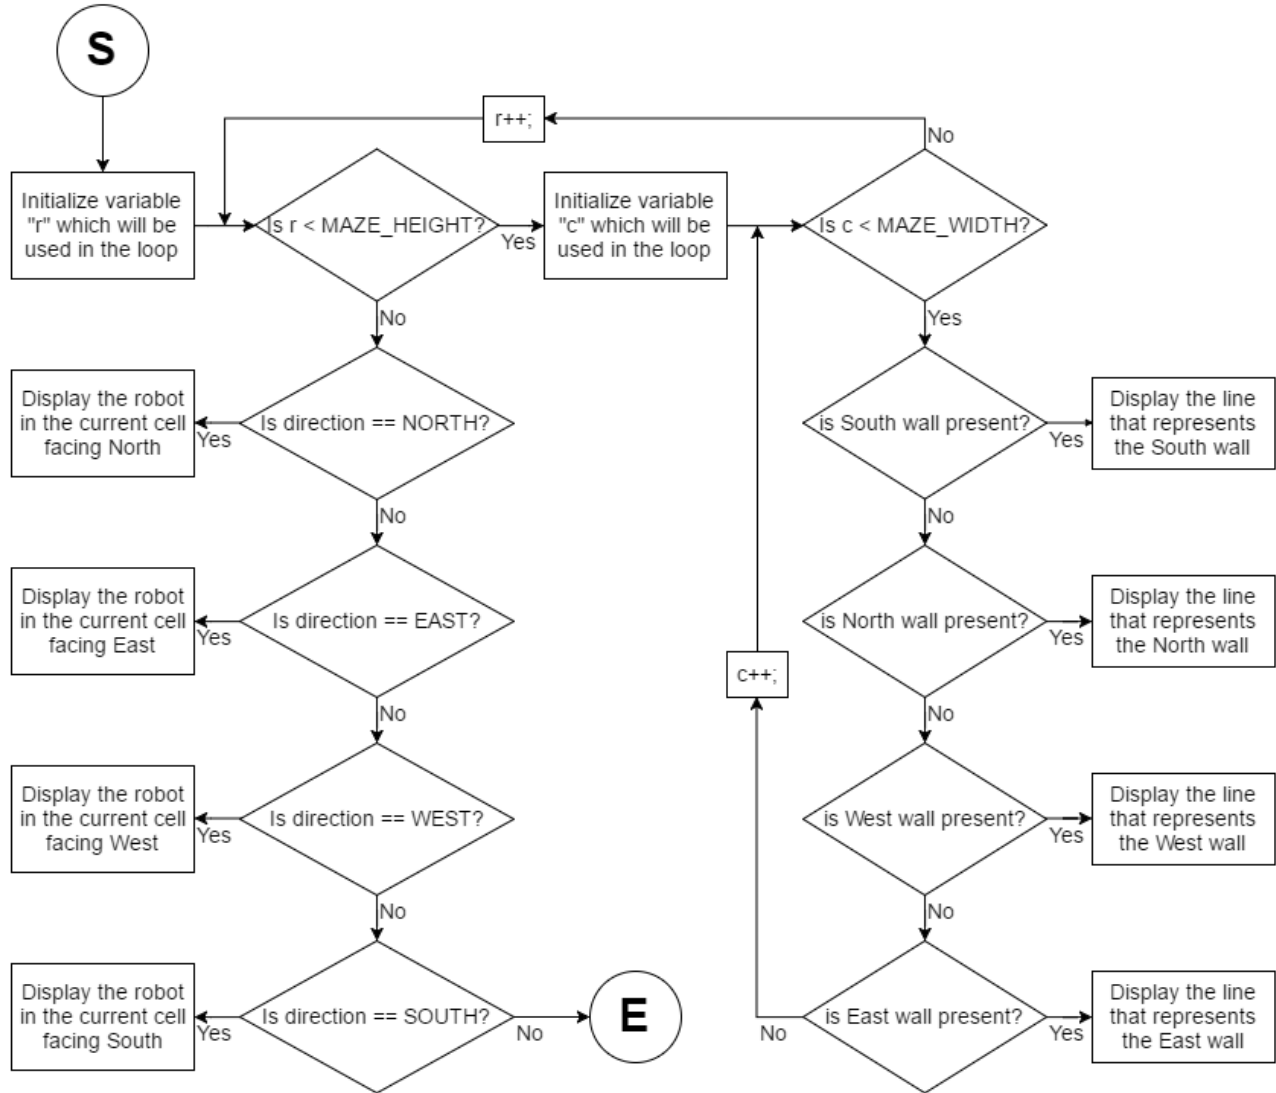 S
r++;
No
Initialize variable
"r" which will be
used in the loop
Is r < MAZE_HEIGHT?
Yes
Initialize variable
"c" which will be
used in the loop
Is c < MAZE_WIDTH?
No
Yes
Display the robot
in the current cell
facing North
Yes
Is direction == NORTH?
is South wall present?
Yes
Display the line
that represents
the South wall
No
No
Display the robot
in the current cell
facing East
Yes
Is direction == EAST?
is North wall present?
Yes
Display the line
that represents
the North wall
c++;
No
No
Display the robot
in the current cell
facing West
Yes
Is direction == WEST?
is West wall present?
Yes
Display the line
that represents
the West wall
No
No
Display the robot
in the current cell
facing South
Yes
Is direction == SOUTH?
No
E
No
is East wall present?
Yes
Display the line
that represents
the East wall